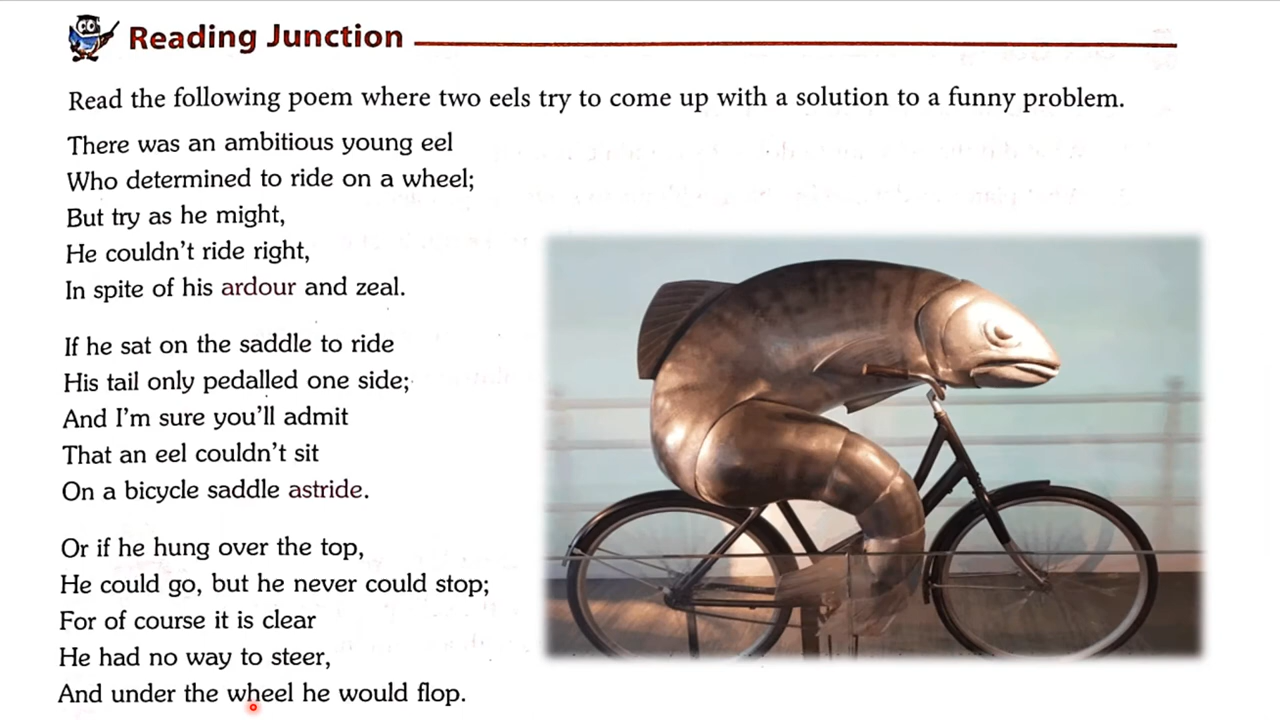 Reading Junction
Read the following poem where two eels try to come up with a solution to a funny problem.
There was an ambitious young eel
Who determined to ride on a wheel;
But try as he might,
He couldn't ride right,
In spite of his ardour and zeal.
If he sat on the saddle to ride
His tail only pedalled one side;
And I'm sure you'll admit
That an eel couldn't sit
On a bicycle saddle astride.
Or if he hung over the top,
He could go, but he never could stop;
For of course it is clear
He had no way to steer,
And under the wheel he would flop.